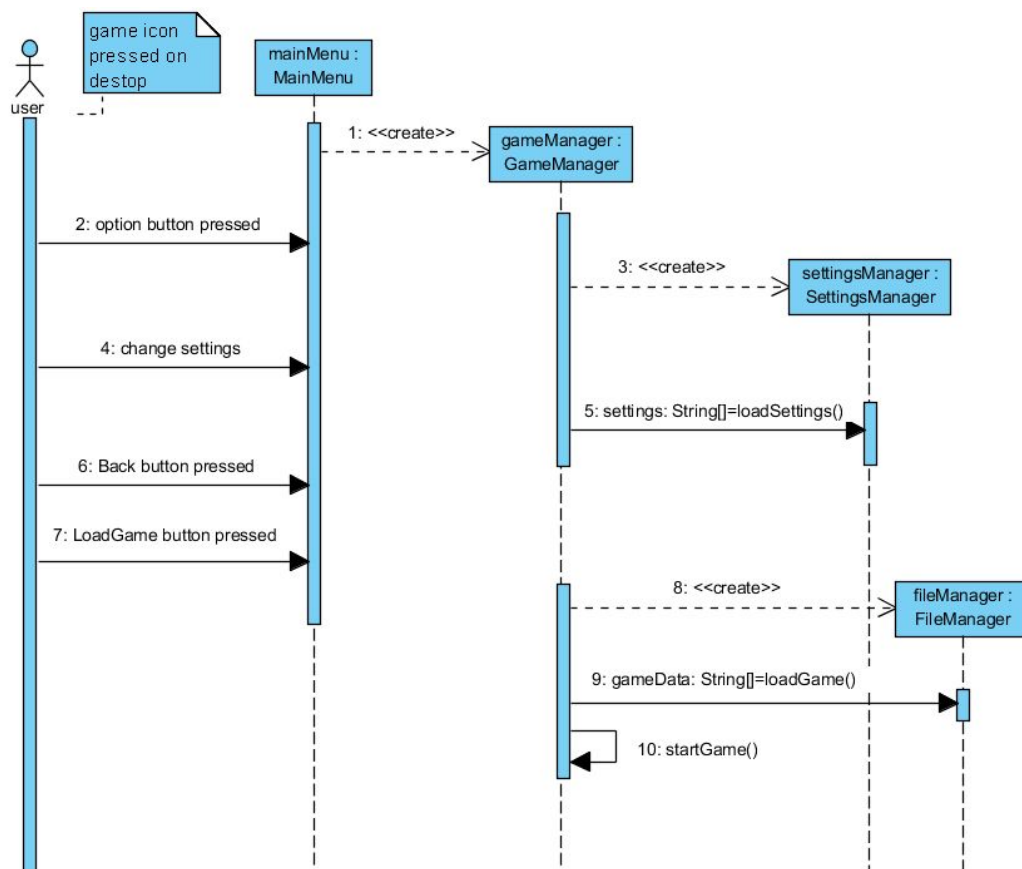 game icon
pressed on
destop
user
mainMenu :
MainMenu
1: <<create>>
gameManager :
GameManager
2: option button pressed
3: <<create>>
settingsManager :
SettingsManager
4: change settings
5: settings: String[]=loadSettings()
6: Back button pressed
7: LoadGame button pressed
8: <<create>>
fileManager :
FileManager
9: gameData: String[]=loadGame()
10: startGame()